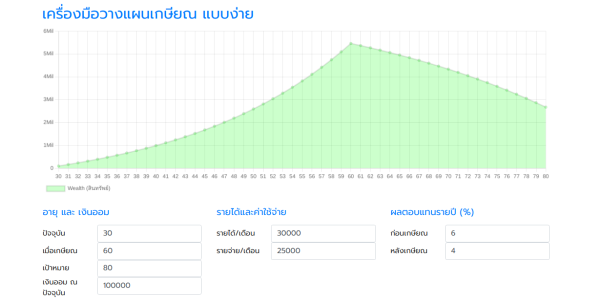 เครื่องมือวางแผนเกษียณ แบบง่าย
6Mil
5Mil
4Mil
3Mil
2Mil
1Mil
0
30 31 32 33 34 35 36 37 38 39 40 41 42 43 44 45 46 47 48 49 50 51 52 53 54 55 56 57 58 59 60 61 62 63 64 65 66 67 68 69 70 71 72 73 74 75 76 77 78 79 80
Wealth (สินทรัพย์)
อายุ และ เงินออม
ปัจจุบัน 30
เมื่อเกษียณ 60
เป้าหมาย 80
เงินออม ณ ปัจจุบัน 100000
รายได้และค่าใช้จ่าย
รายได้/เดือน 30000
รายจ่าย/เดือน 25000
ผลตอบแทนรายปี (%)
ก่อนเกษียณ 6
หลังเกษียณ 4